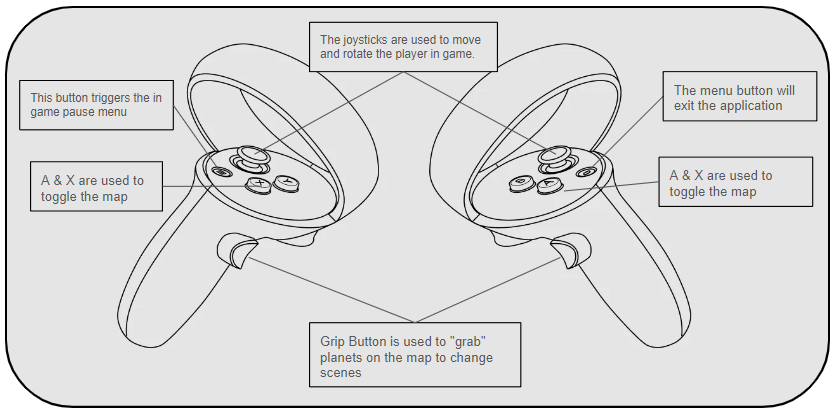 The joysticks are used to move
and rotate the player in game.
This button triggers the in
game pause menu
The menu button will
exit the application
A & X are used to
toggle the map
A & X are used to
toggle the map
X
Y
B
A
Grip Button is used to "grab"
planets on the map to change
scenes